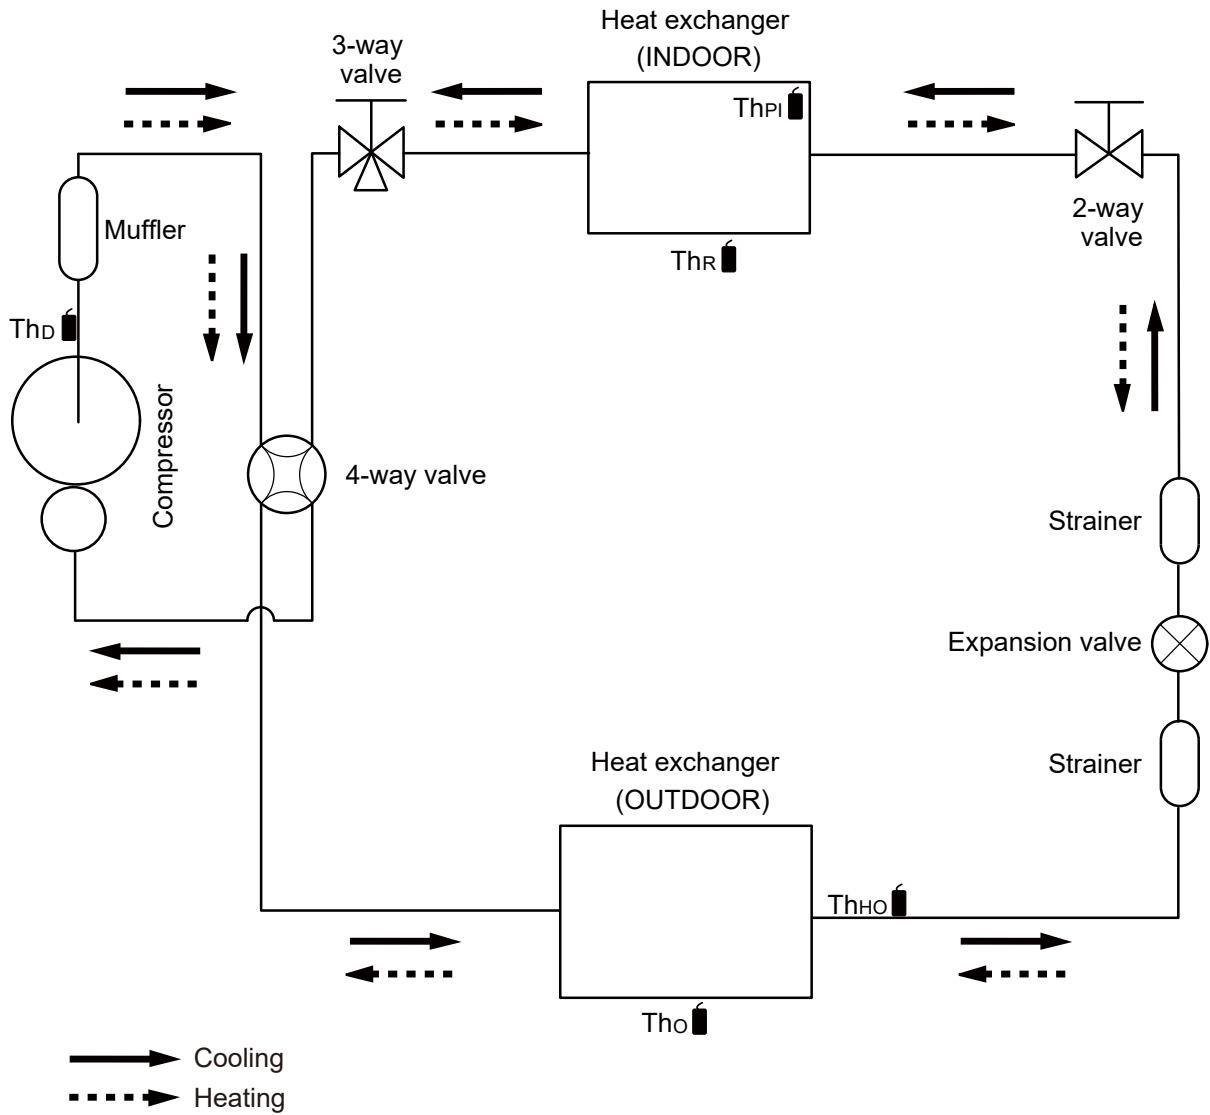 Heat exchanger
(INDOOR)
3-way
valve
ThPI
Muffler
2-way
valve
ThR
ThD
Compressor
4-way valve
Strainer
Expansion valve
Heat exchanger
(OUTDOOR)
Strainer
ThHO
ThO
Cooling
Heating